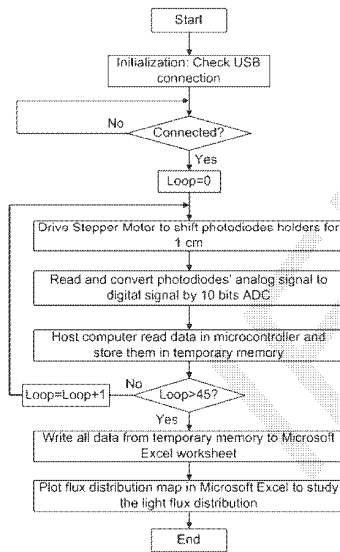 Start
Initialization: Check USB
connection
No
Connected?
Yes
Loop=0
Drive Stepper Motor to shift photodiodes holders for
1 cm
Read and convert photodiodes' analog signal to
digital signal by 10 bits ADC
Host computer read data in microcontroller and
store them in temporary memory
Loop=Loop+1
No
Loop>45?
Yes
Write all data from temporary memory to Microsoft
Excel worksheet
Plot flux distribution map in Microsoft Excel to study
the light flux distribution
End